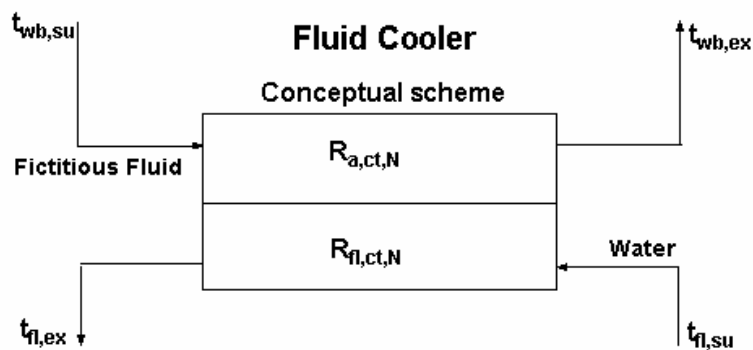 t_wb,su
Fluid Cooler
t_wb,ex
Conceptual scheme
R_a,ct,N
Fictitious Fluid
R_fl,ct,N
Water
t_fl,ex
t_fl,su